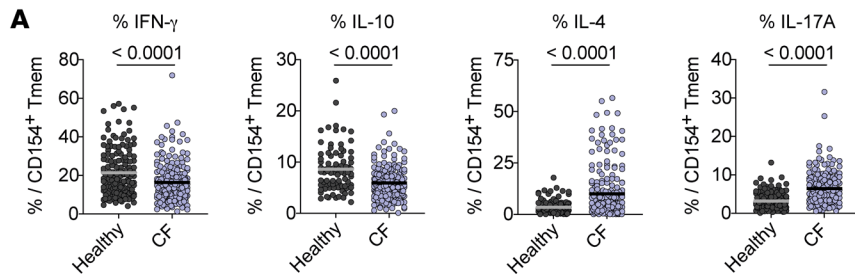 A
% IFN-γ
< 0.0001
% / CD154+ Tmem
80
60
40
20
0
Healthy
CF
% IL-10
< 0.0001
% / CD154+ Tmem
30
20
10
0
Healthy
CF
% IL-4
< 0.0001
% / CD154+ Tmem
75
50
25
0
Healthy
CF
% IL-17A
< 0.0001
% / CD154+ Tmem
40
30
20
10
0
Healthy
CF